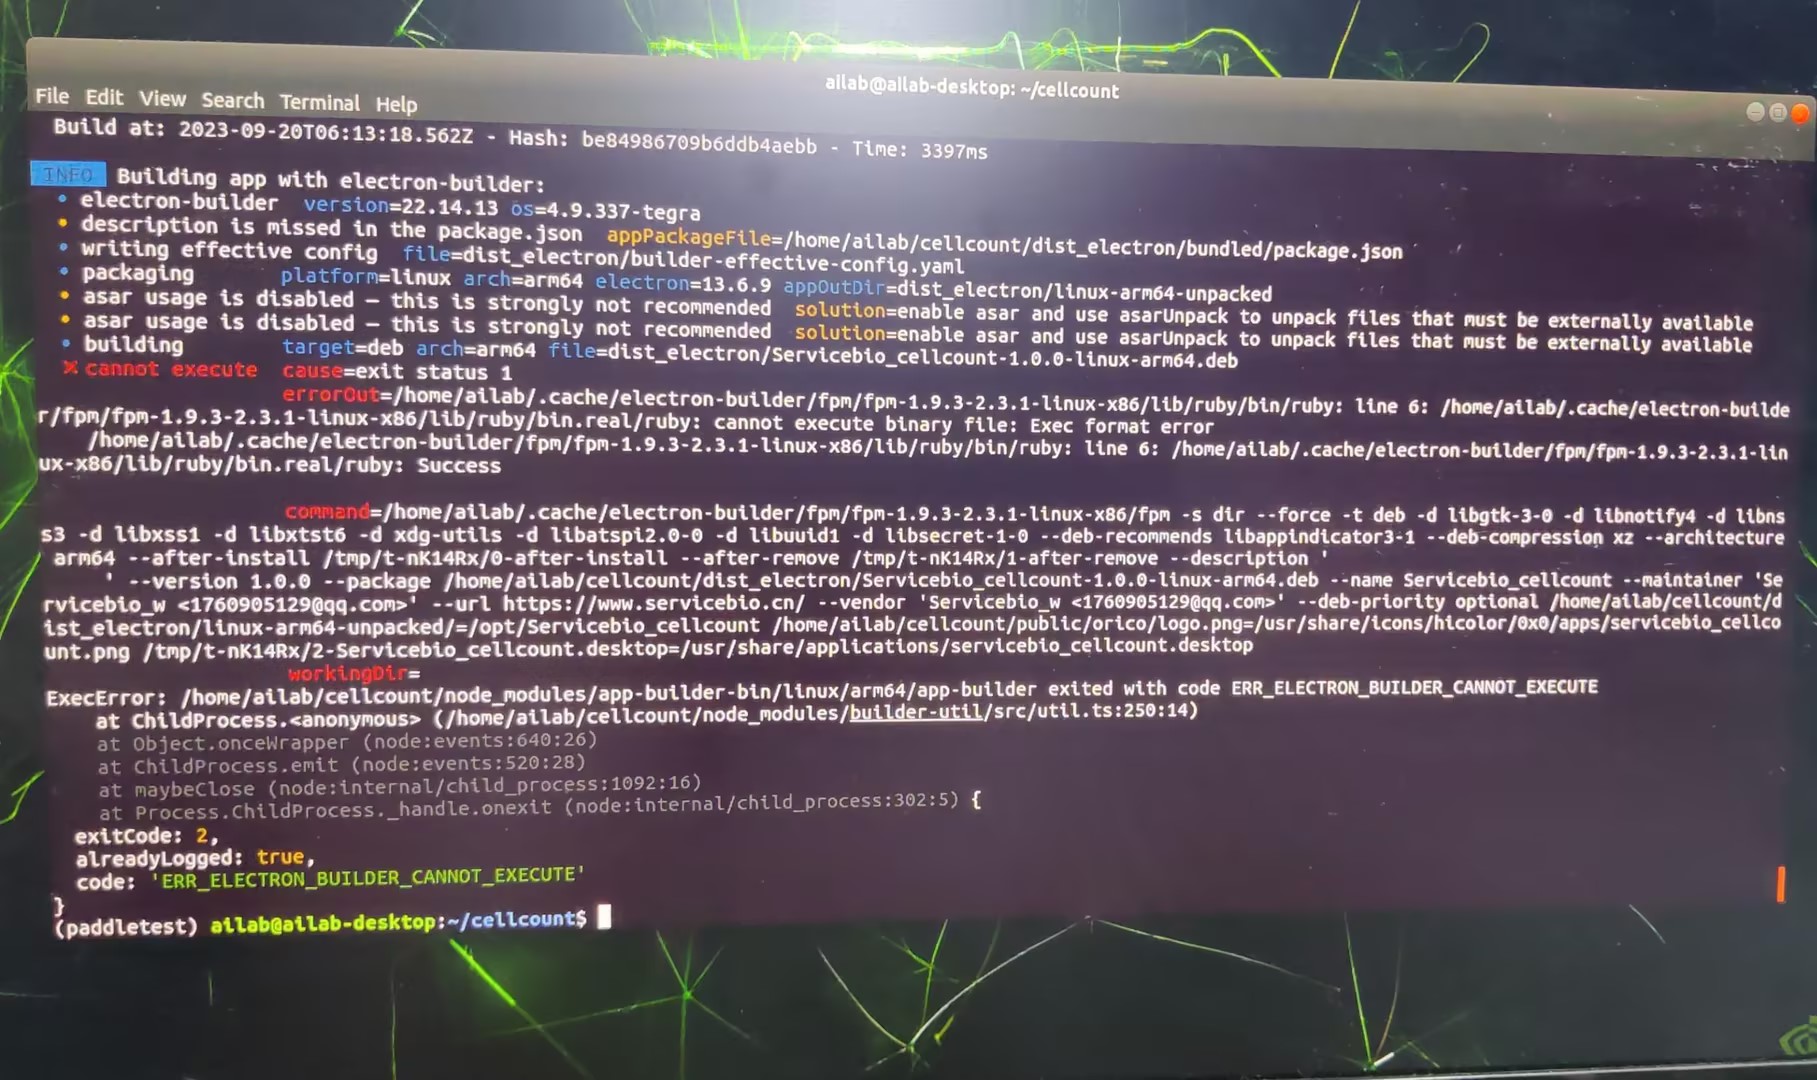 ailab@ailab-desktop: ~/cellcount
File Edit View Search Terminal Help
Build at: 2023-09-20T06:13:18.562Z - Hash: be84986709b6ddb4aebb - Time: 3397ms
INFO Building app with electron-builder:
• electron-builder version=22.14.13 os=4.9.337-tegra
• description is missed in the package.json appPackageFile=/home/ailab/cellcount/dist_electron/bundled/package.json
• writing effective config file=dist_electron/builder-effective-config.yaml
• packaging platform=linux arch=arm64 electron=13.6.9 appOutDir=dist_electron/linux-arm64-unpacked
• asar usage is disabled — this is strongly not recommended solution=enable asar and use asarUnpack to unpack files that must be externally available
• asar usage is disabled — this is strongly not recommended solution=enable asar and use asarUnpack to unpack files that must be externally available
• building target=deb arch=arm64 file=dist_electron/Servicebio_cellcount-1.0.0-linux-arm64.deb
⨯ cannot execute cause=exit status 1
errorOut=/home/ailab/.cache/electron-builder/fpm/fpm-1.9.3-2.3.1-linux-x86/lib/ruby/bin/ruby: line 6: /home/ailab/.cache/electron-builde
r/fpm/fpm-1.9.3-2.3.1-linux-x86/lib/ruby/bin.real/ruby: cannot execute binary file: Exec format error
/home/ailab/.cache/electron-builder/fpm/fpm-1.9.3-2.3.1-linux-x86/lib/ruby/bin/ruby: line 6: /home/ailab/.cache/electron-builder/fpm/fpm-1.9.3-2.3.1-lin
ux-x86/lib/ruby/bin.real/ruby: Success
command=/home/ailab/.cache/electron-builder/fpm/fpm-1.9.3-2.3.1-linux-x86/fpm -s dir --force -t deb -d libgtk-3-0 -d libnotify4 -d libns
s3 -d libxss1 -d libxtst6 -d xdg-utils -d libatspi2.0-0 -d libuuid1 -d libsecret-1-0 --deb-recommends libappindicator3-1 --deb-compression xz --architecture
arm64 --after-install /tmp/t-nK14Rx/0-after-install --after-remove /tmp/t-nK14Rx/1-after-remove --description '
' --version 1.0.0 --package /home/ailab/cellcount/dist_electron/Servicebio_cellcount-1.0.0-linux-arm64.deb --name Servicebio_cellcount --maintainer 'Se
rvicebio_w <1760905129@qq.com>' --url https://www.servicebio.cn/ --vendor 'Servicebio_w <1760905129@qq.com>' --deb-priority optional /home/ailab/cellcount/d
ist_electron/linux-arm64-unpacked/=/opt/Servicebio_cellcount /home/ailab/cellcount/public/orico/logo.png=/usr/share/icons/hicolor/0x0/apps/servicebio_cellco
unt.png /tmp/t-nK14Rx/2-Servicebio_cellcount.desktop=/usr/share/applications/servicebio_cellcount.desktop
workingDir=
ExecError: /home/ailab/cellcount/node_modules/app-builder-bin/linux/arm64/app-builder exited with code ERR_ELECTRON_BUILDER_CANNOT_EXECUTE
at ChildProcess.<anonymous> (/home/ailab/cellcount/node_modules/builder-util/src/util.ts:250:14)
at Object.onceWrapper (node:events:640:26)
at ChildProcess.emit (node:events:520:28)
at maybeClose (node:internal/child_process:1092:16)
at Process.ChildProcess._handle.onexit (node:internal/child_process:302:5) {
exitCode: 2,
alreadyLogged: true,
code: 'ERR_ELECTRON_BUILDER_CANNOT_EXECUTE'
}
(paddletest) ailab@ailab-desktop:~/cellcount$